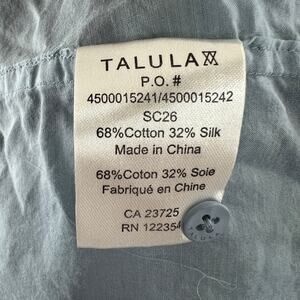 TALULA
P.O. #
4500015241/4500015242
SC26
68%Cotton 32% Silk
Made in China
68%Coton 32% Soie
Fabriqué en Chine
CA 23725
RN 12235
TALULA